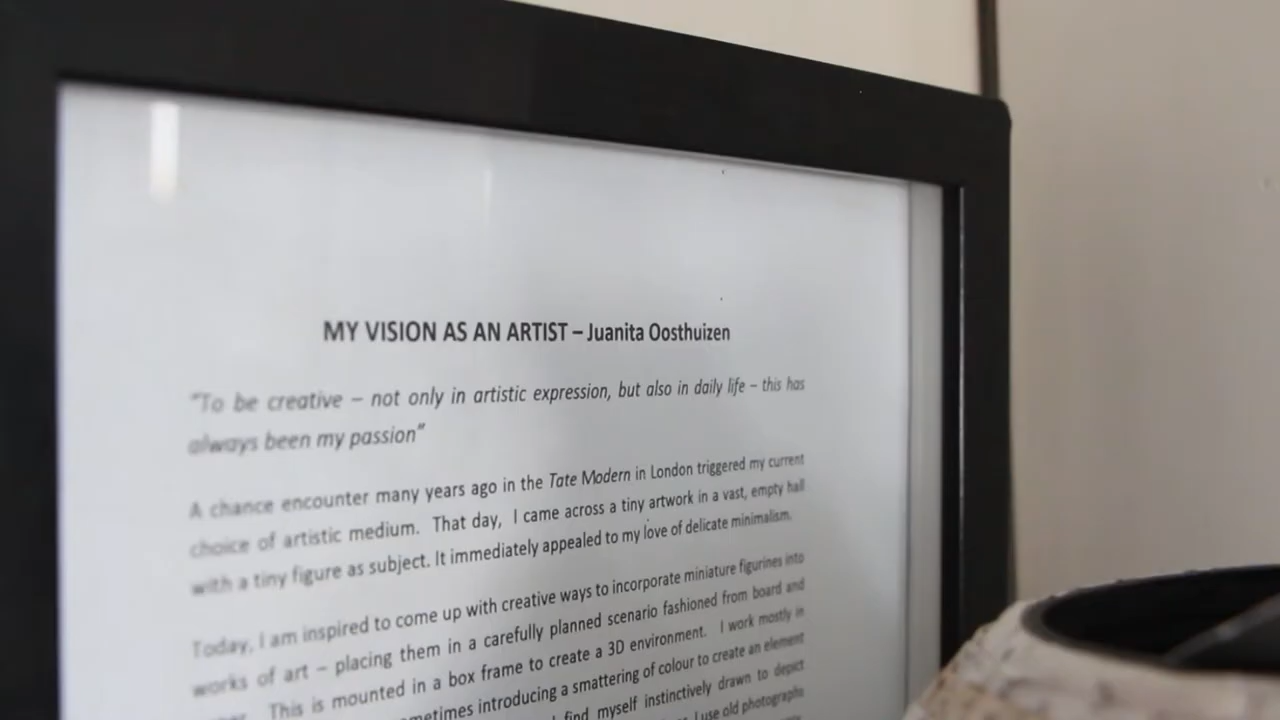 MY VISION AS AN ARTIST – Juanita Oosthuizen
"To be creative – not only in artistic expression, but also in daily life – this has
always been my passion"
A chance encounter many years ago in the Tate Modern in London triggered my current
choice of artistic medium. That day, I came across a tiny artwork in a vast, empty hall
with a tiny figure as subject. It immediately appealed to my love of delicate minimalism.
Today, I am inspired to come up with creative ways to incorporate miniature figurines into
works of art – placing them in a carefully planned scenario fashioned from board and
This is mounted in a box frame to create a 3D environment. I work mostly in
introducing a smattering of colour to create an element
find myself instinctively drawn to depict
I use old photographs